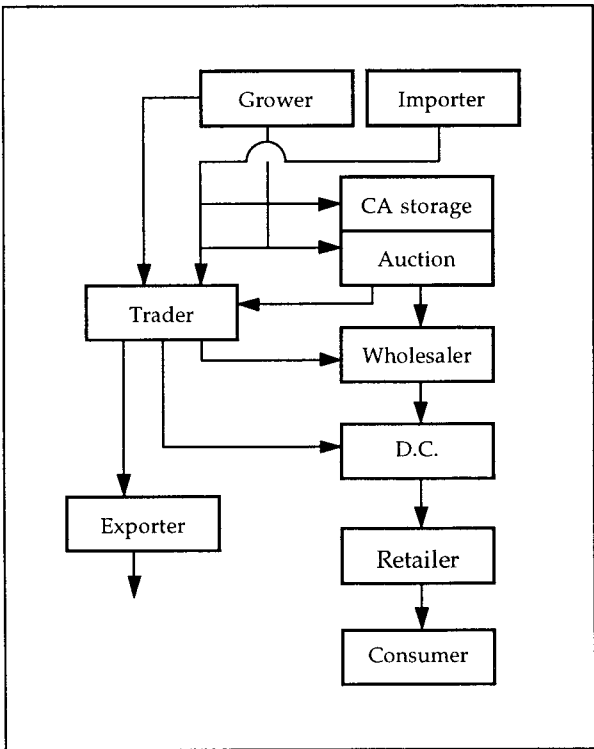 Grower
Importer
CA storage
Auction
Trader
Wholesaler
D.C.
Exporter
Retailer
Consumer